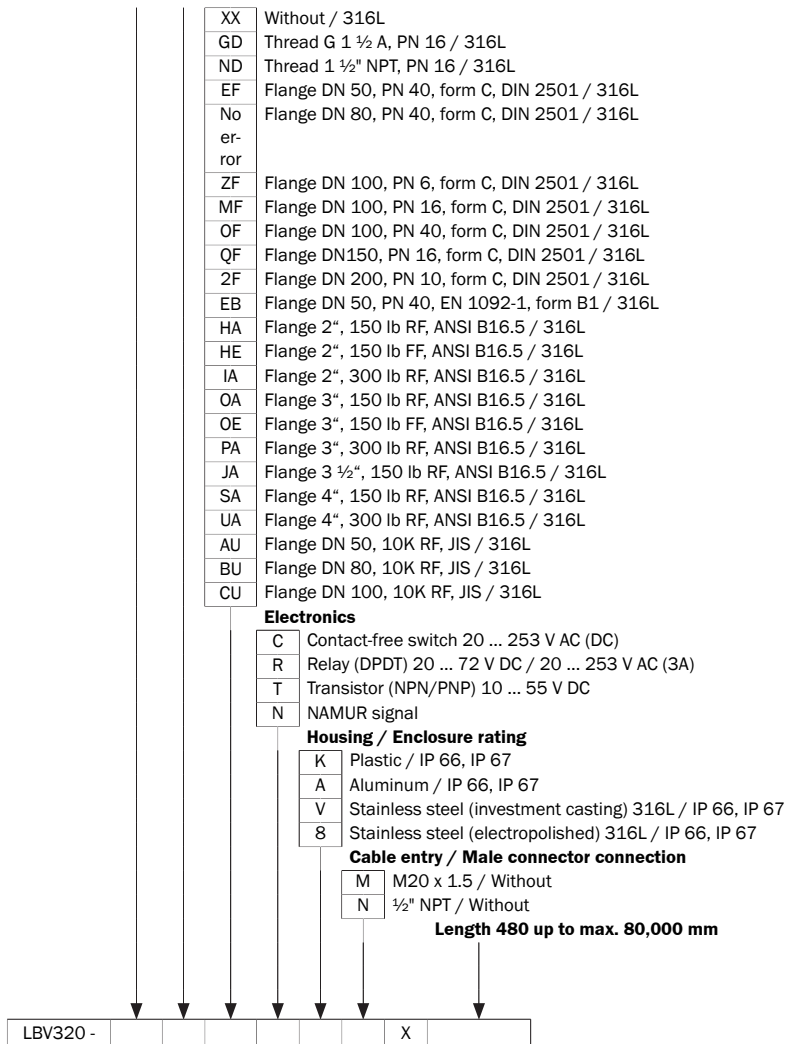 XX Without / 316L
GD Thread G 1 ½ A, PN 16 / 316L
ND Thread 1 ½" NPT, PN 16 / 316L
EF Flange DN 50, PN 40, form C, DIN 2501 / 316L
No Flange DN 80, PN 40, form C, DIN 2501 / 316L
er-
ror
ZF Flange DN 100, PN 6, form C, DIN 2501 / 316L
MF Flange DN 100, PN 16, form C, DIN 2501 / 316L
OF Flange DN 100, PN 40, form C, DIN 2501 / 316L
QF Flange DN150, PN 16, form C, DIN 2501 / 316L
2F Flange DN 200, PN 10, form C, DIN 2501 / 316L
EB Flange DN 50, PN 40, EN 1092-1, form B1 / 316L
HA Flange 2“, 150 lb RF, ANSI B16.5 / 316L
HE Flange 2“, 150 lb FF, ANSI B16.5 / 316L
IA Flange 2“, 300 lb RF, ANSI B16.5 / 316L
OA Flange 3“, 150 lb RF, ANSI B16.5 / 316L
OE Flange 3“, 150 lb FF, ANSI B16.5 / 316L
PA Flange 3“, 300 lb RF, ANSI B16.5 / 316L
JA Flange 3 ½“, 150 lb RF, ANSI B16.5 / 316L
SA Flange 4“, 150 lb RF, ANSI B16.5 / 316L
UA Flange 4“, 300 lb RF, ANSI B16.5 / 316L
AU Flange DN 50, 10K RF, JIS / 316L
BU Flange DN 80, 10K RF, JIS / 316L
CU Flange DN 100, 10K RF, JIS / 316L
Electronics
C Contact-free switch 20 ... 253 V AC (DC)
R Relay (DPDT) 20 ... 72 V DC / 20 ... 253 V AC (3A)
T Transistor (NPN/PNP) 10 ... 55 V DC
N NAMUR signal
Housing / Enclosure rating
K Plastic / IP 66, IP 67
A Aluminum / IP 66, IP 67
V Stainless steel (investment casting) 316L / IP 66, IP 67
8 Stainless steel (electropolished) 316L / IP 66, IP 67
Cable entry / Male connector connection
M M20 x 1.5 / Without
N ½" NPT / Without
Length 480 up to max. 80,000 mm
LBV320 - X